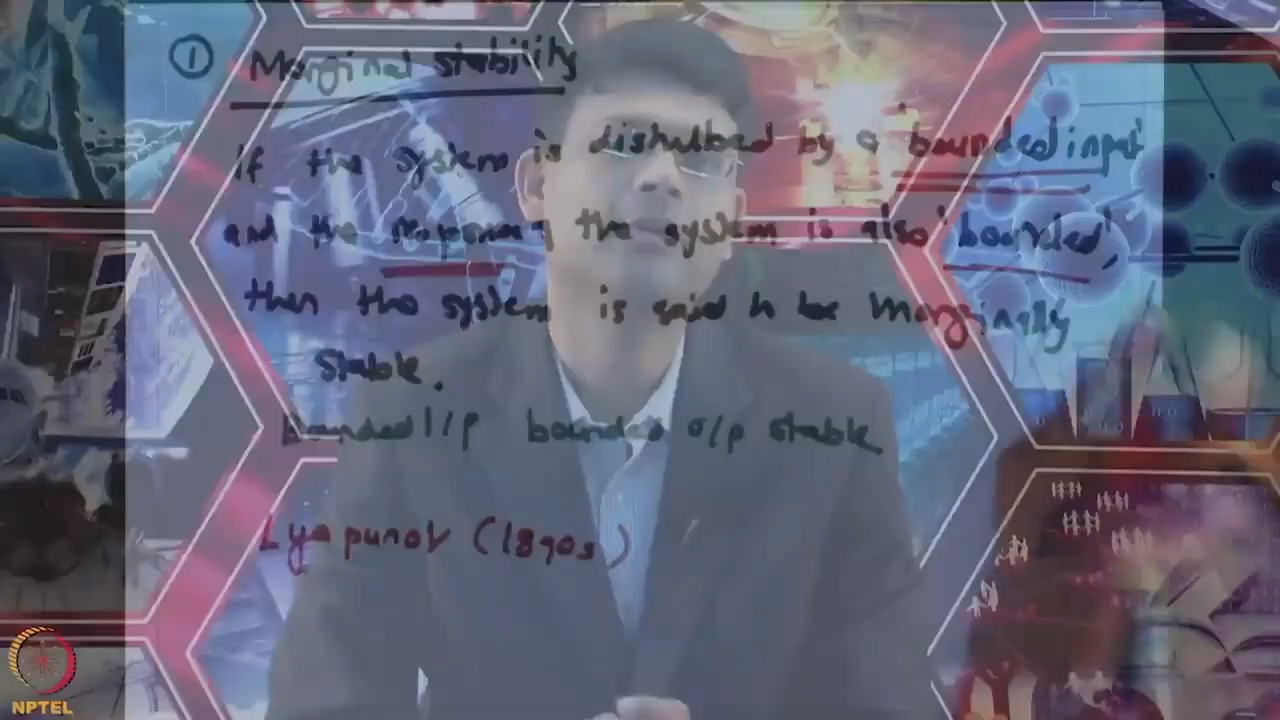 ① Marginal stability
If the system is disturbed by a 'bounded input'
and the response of the system is also 'bounded',
then the system is said to be Marginally
Stable.
Bounded I/P bounded O/P stable
Lyapunov (1890s)
NPTEL